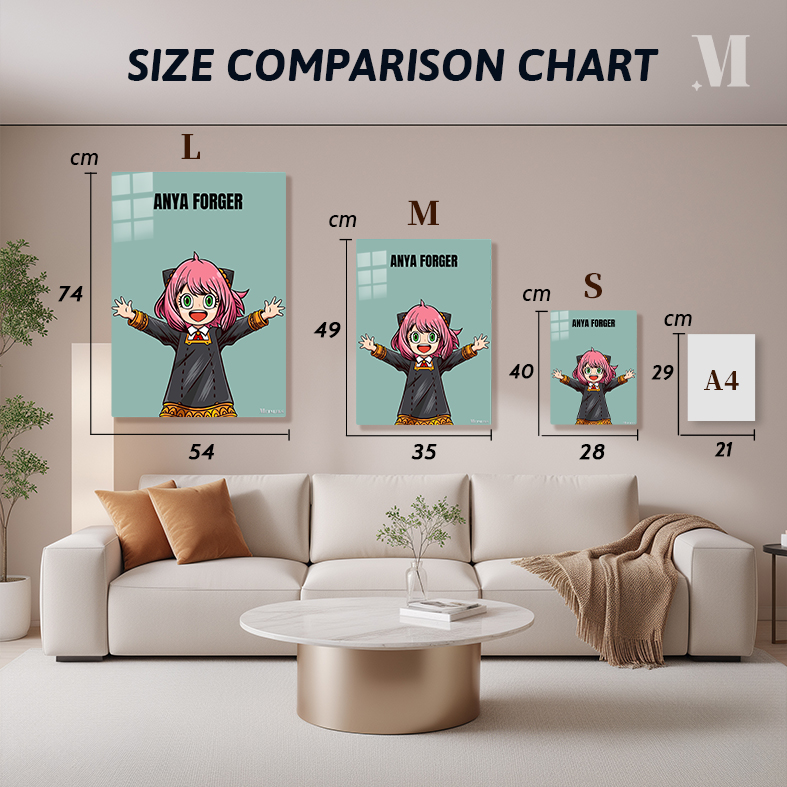 SIZE COMPARISON CHART
M
cm
L
74
ANYA FORGER
54
cm
M
49
ANYA FORGER
35
cm
S
40
ANYA FORGER
28
cm
29
A4
21